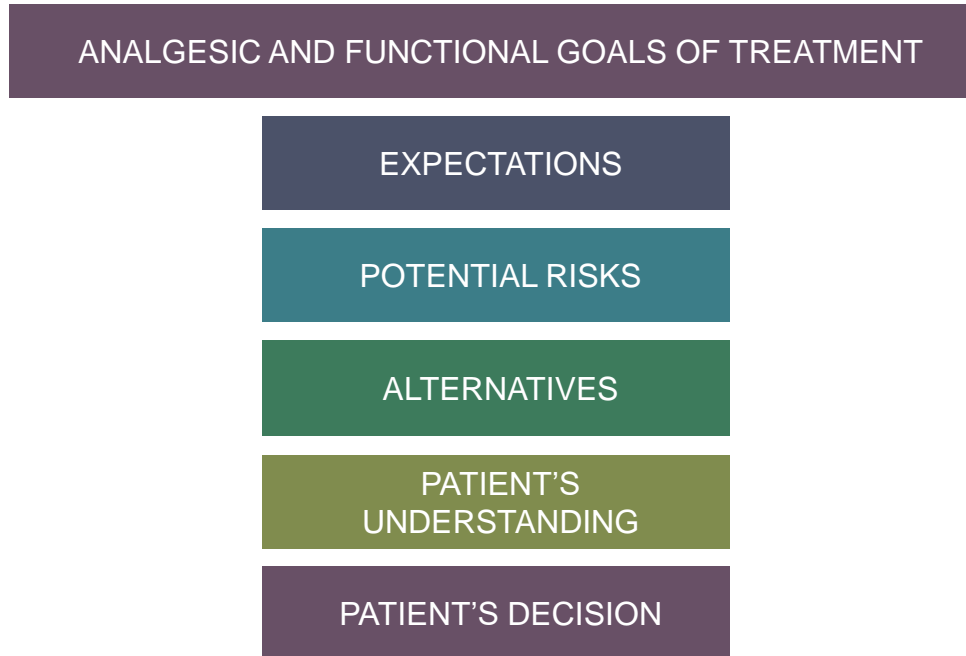 ANALGESIC AND FUNCTIONAL GOALS OF TREATMENT
EXPECTATIONS
POTENTIAL RISKS
ALTERNATIVES
PATIENT’S
UNDERSTANDING
PATIENT’S DECISION